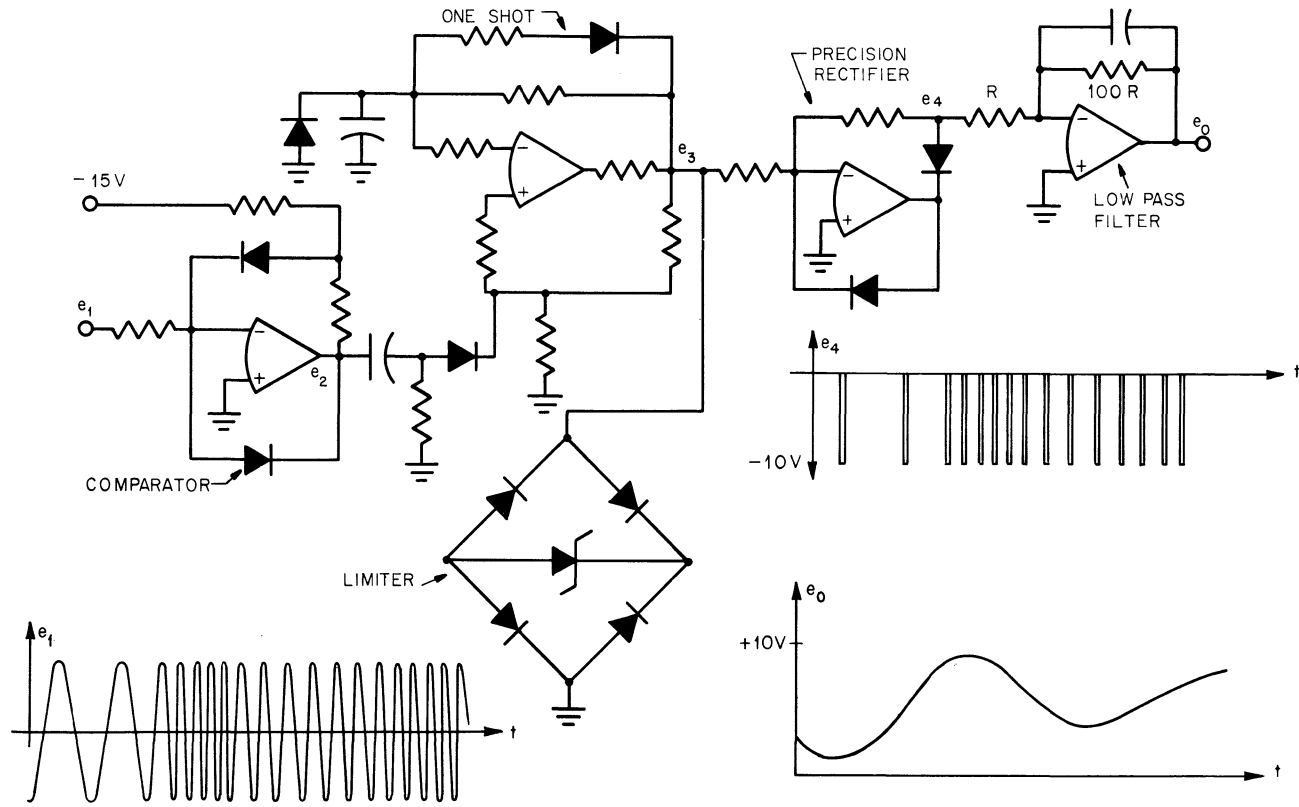 ONE SHOT
PRECISION
RECTIFIER
e4
R
100 R
e0
−
+
e3
−
+
−
+
LOW PASS
FILTER
-15V
e1
−
+
e2
COMPARATOR
LIMITER
e4
t
-10V
e1
t
e0
+10V
t